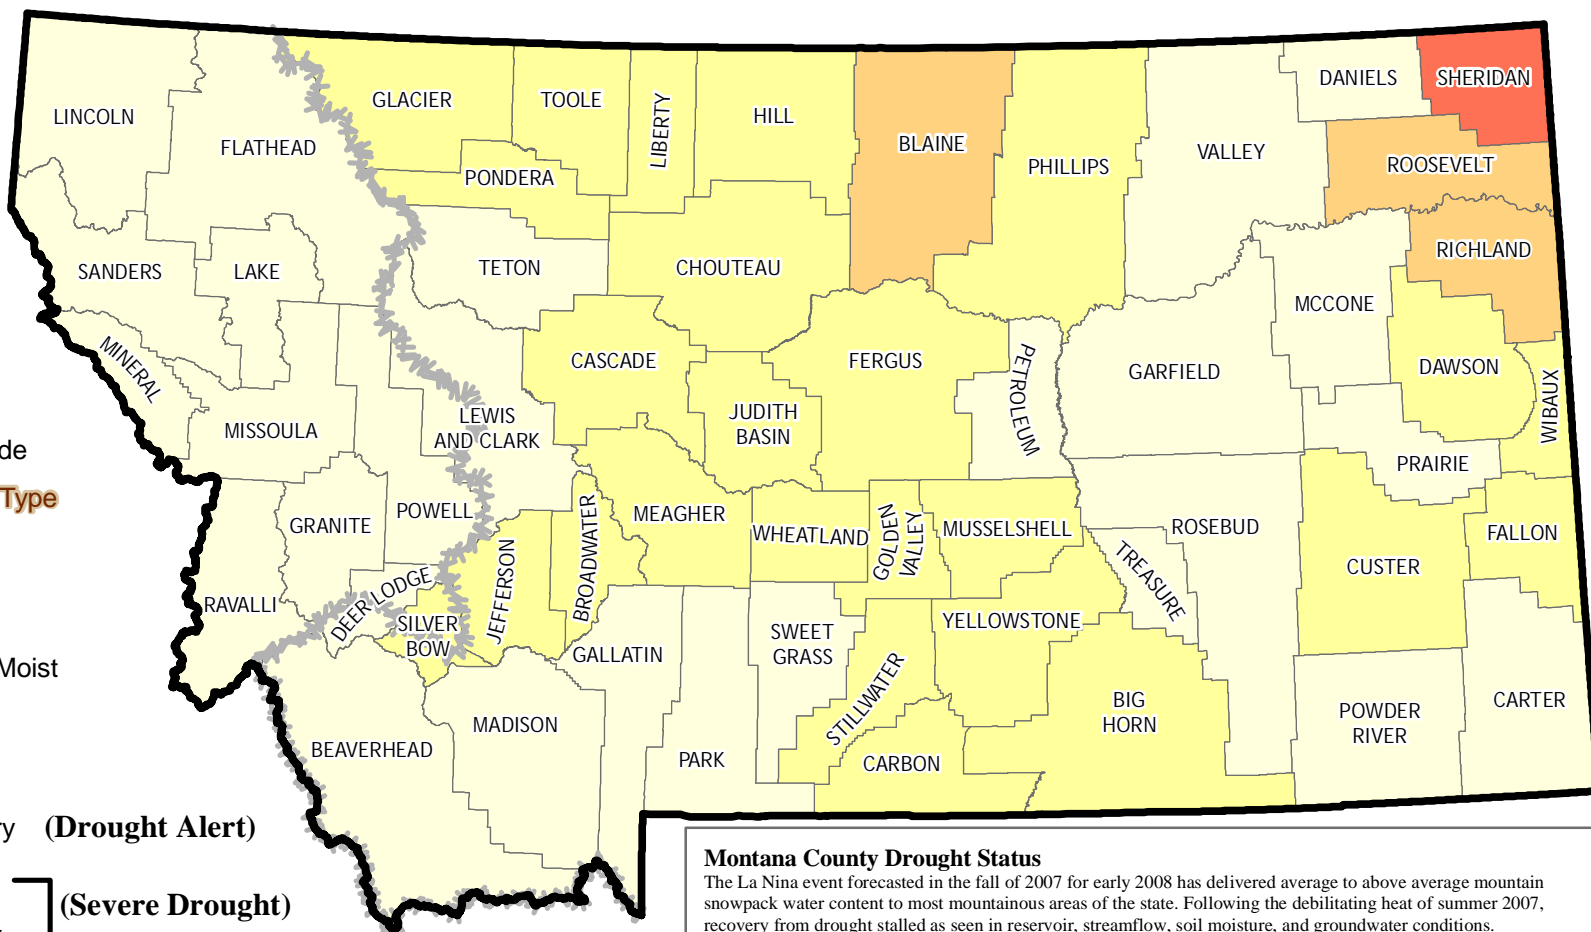 LINCOLN
FLATHEAD
GLACIER
TOOLE
LIBERTY
HILL
BLAINE
PHILLIPS
VALLEY
DANIELS
SHERIDAN
ROOSEVELT
PONDERA
SANDERS
LAKE
TETON
CHOUTEAU
RICHLAND
MCCONE
MINERAL
CASCADE
FERGUS
PETROLEUM
GARFIELD
DAWSON
WIBAUX
MISSOULA
LEWIS
AND CLARK
JUDITH
BASIN
PRAIRIE
de
Type
GRANITE
POWELL
JEFFERSON
BROADWATER
MEAGHER
WHEATLAND
GOLDEN
VALLEY
MUSSELSHELL
TREASURE
ROSEBUD
CUSTER
FALLON
RAVALLI
DEER LODGE
SILVER
BOW
GALLATIN
SWEET
GRASS
STILLWATER
YELLOWSTONE
Moist
BEAVERHEAD
MADISON
PARK
CARBON
BIG
HORN
POWDER
RIVER
CARTER
ry (Drought Alert)
(Severe Drought)
Montana County Drought Status
The La Nina event forecasted in the fall of 2007 for early 2008 has delivered average to above average mountain
snowpack water content to most mountainous areas of the state. Following the debilitating heat of summer 2007,
recovery from drought stalled as seen in reservoir, streamflow, soil moisture, and groundwater conditions.